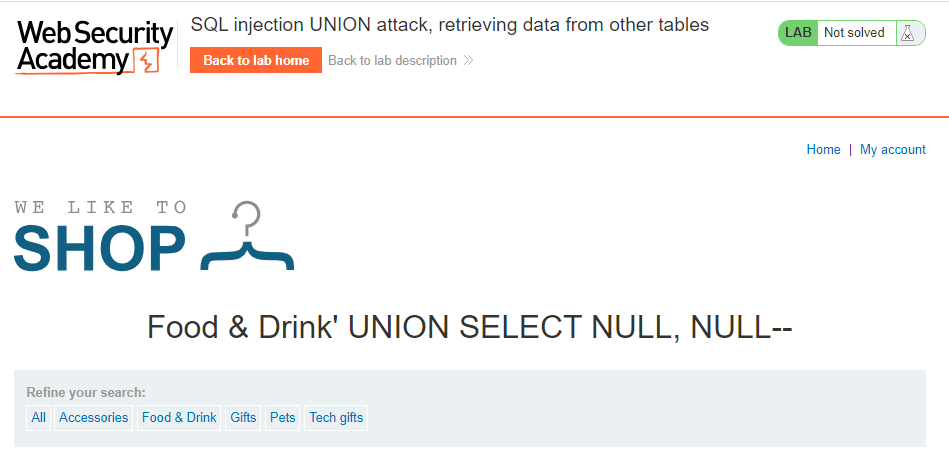 Web Security
Academy
SQL injection UNION attack, retrieving data from other tables
Back to lab home Back to lab description
LAB Not solved
Home | My account
WE LIKE TO
SHOP
Food & Drink' UNION SELECT NULL, NULL--
Refine your search:
All Accessories Food & Drink Gifts Pets Tech gifts